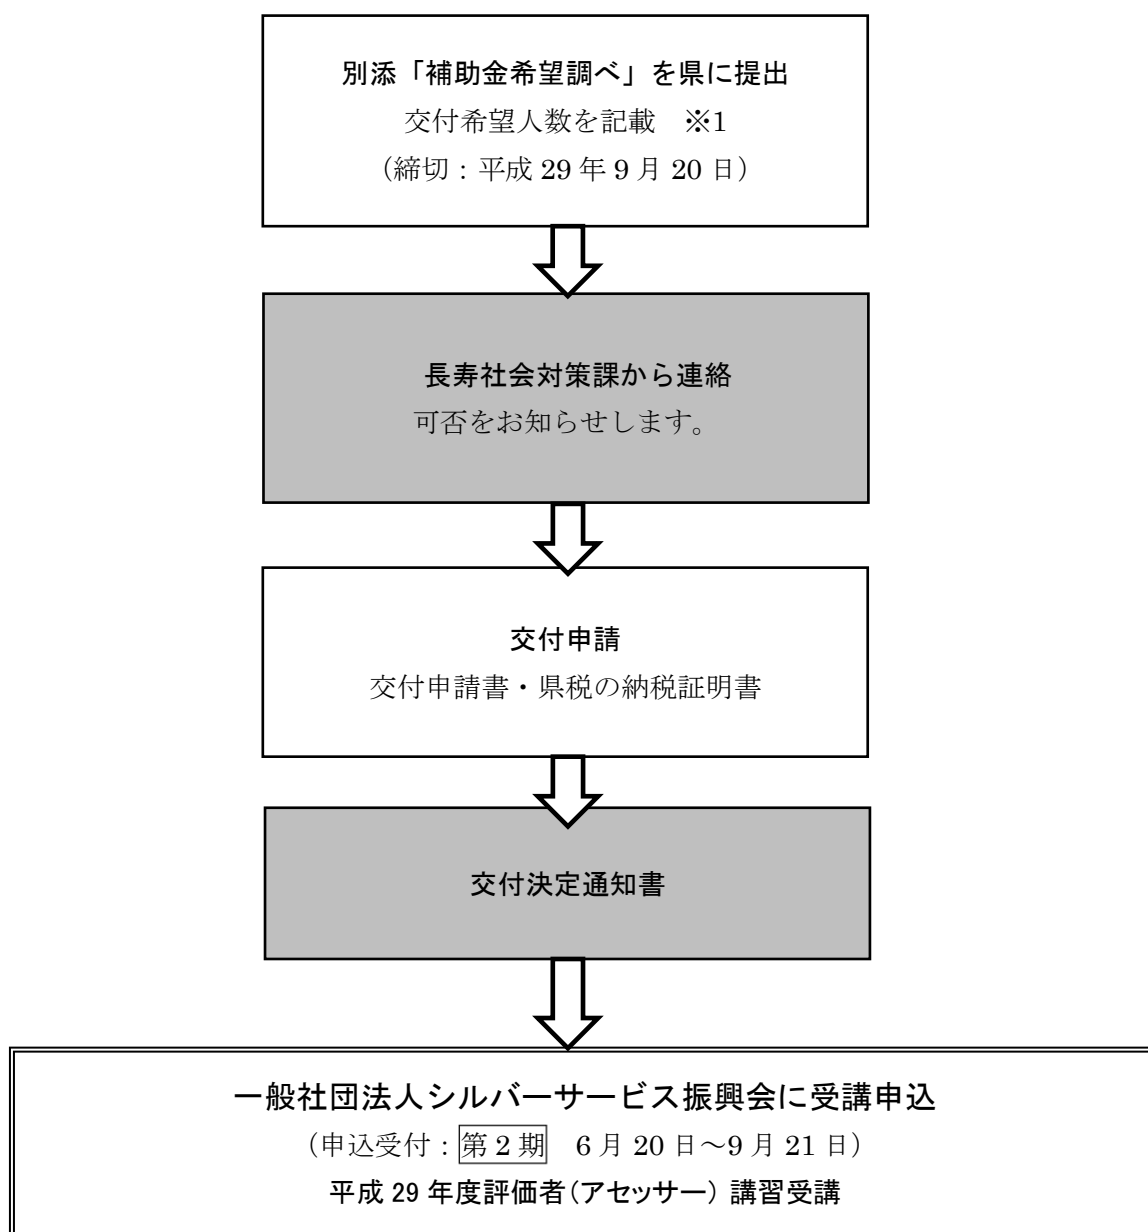 別添「補助金希望調べ」を県に提出
交付希望人数を記載　※1
（締切：平成 29 年 9 月 20 日）
長寿社会対策課から連絡
可否をお知らせします。
交付申請
交付申請書・県税の納税証明書
交付決定通知書
一般社団法人シルバーサービス振興会に受講申込
（申込受付：第 2 期　6 月 20 日～9 月 21 日）
平成 29 年度評価者（アセッサー）講習受講